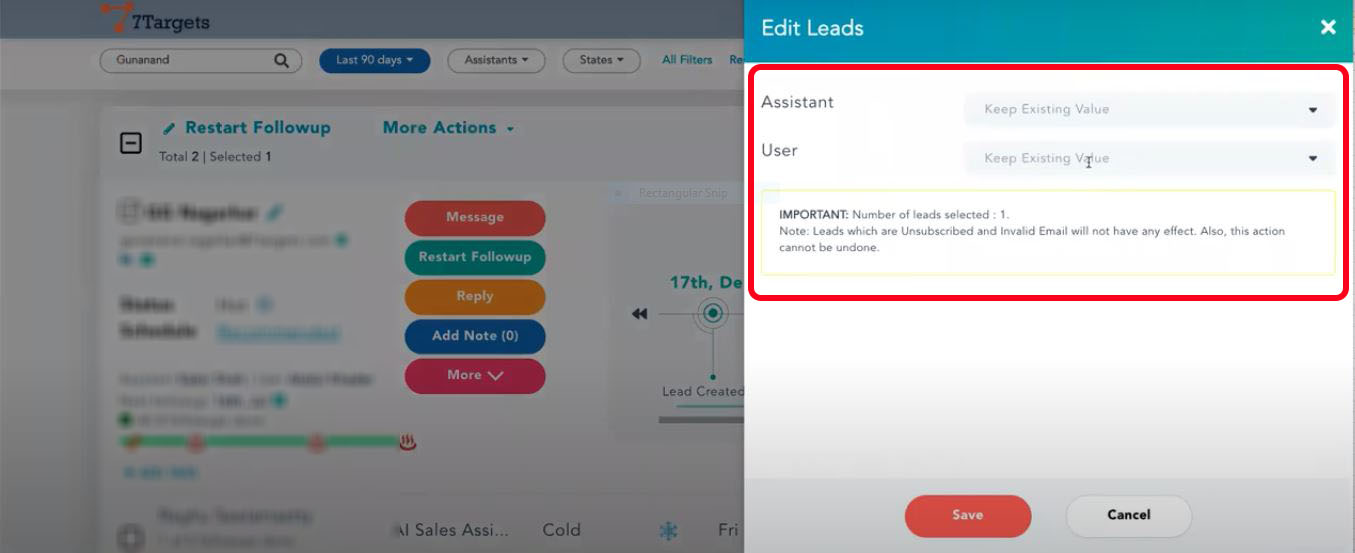 7Targets
Gunanand
Last 90 days
Assistants
States
All Filters
Re
Restart Followup
More Actions
Total 2 | Selected 1
Message
Restart Followup
Reply
Add Note (0)
More
Status
Schedule
Rectangular Snip
17th, De
Lead Created
AI Sales Assi...
Cold
Fri
Edit Leads
Assistant
Keep Existing Value
User
Keep Existing Value
IMPORTANT: Number of leads selected : 1.
Note: Leads which are Unsubscribed and Invalid Email will not have any effect. Also, this action
cannot be undone.
Save
Cancel